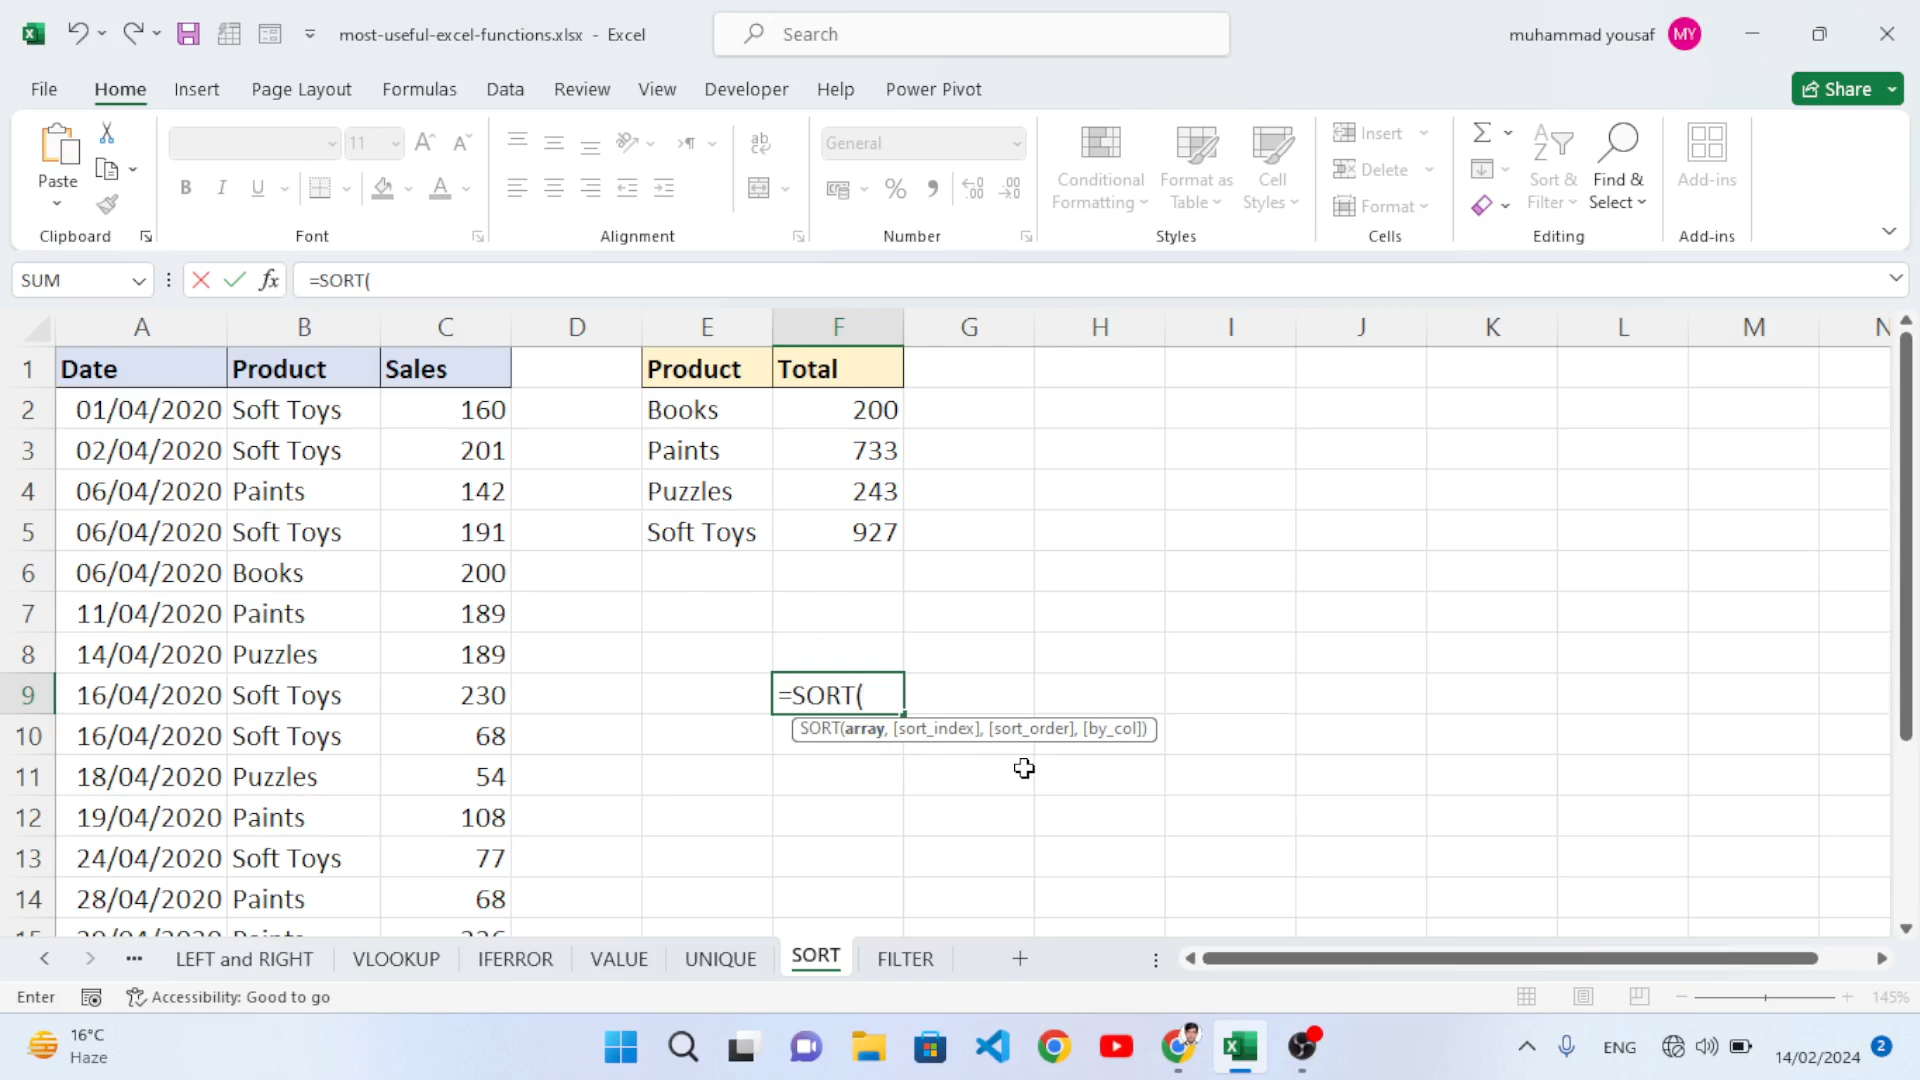 most-useful-excel-functions.xlsx - Excel
Search
muhammad yousaf MY
File Home Insert Page Layout Formulas Data Review View Developer Help Power Pivot
Share
Paste
Clipboard
11
Font
Alignment
General
Number
Conditional Formatting
Format as Table
Cell Styles
Styles
Insert
Delete
Format
Cells
Sort & Filter
Find & Select
Editing
Add-ins
Add-ins
SUM fx =SORT(
A B C D E F G H I J K L M N
1 Date Product Sales Product Total
2 01/04/2020 Soft Toys 160 Books 200
3 02/04/2020 Soft Toys 201 Paints 733
4 06/04/2020 Paints 142 Puzzles 243
5 06/04/2020 Soft Toys 191 Soft Toys 927
6 06/04/2020 Books 200
7 11/04/2020 Paints 189
8 14/04/2020 Puzzles 189
9 16/04/2020 Soft Toys 230 =SORT(
SORT(array, [sort_index], [sort_order], [by_col])
10 16/04/2020 Soft Toys 68
11 18/04/2020 Puzzles 54
12 19/04/2020 Paints 108
13 24/04/2020 Soft Toys 77
14 28/04/2020 Paints 68
LEFT and RIGHT VLOOKUP IFERROR VALUE UNIQUE SORT FILTER
Enter Accessibility: Good to go 145%
16°C
Haze
ENG
14/02/2024 2